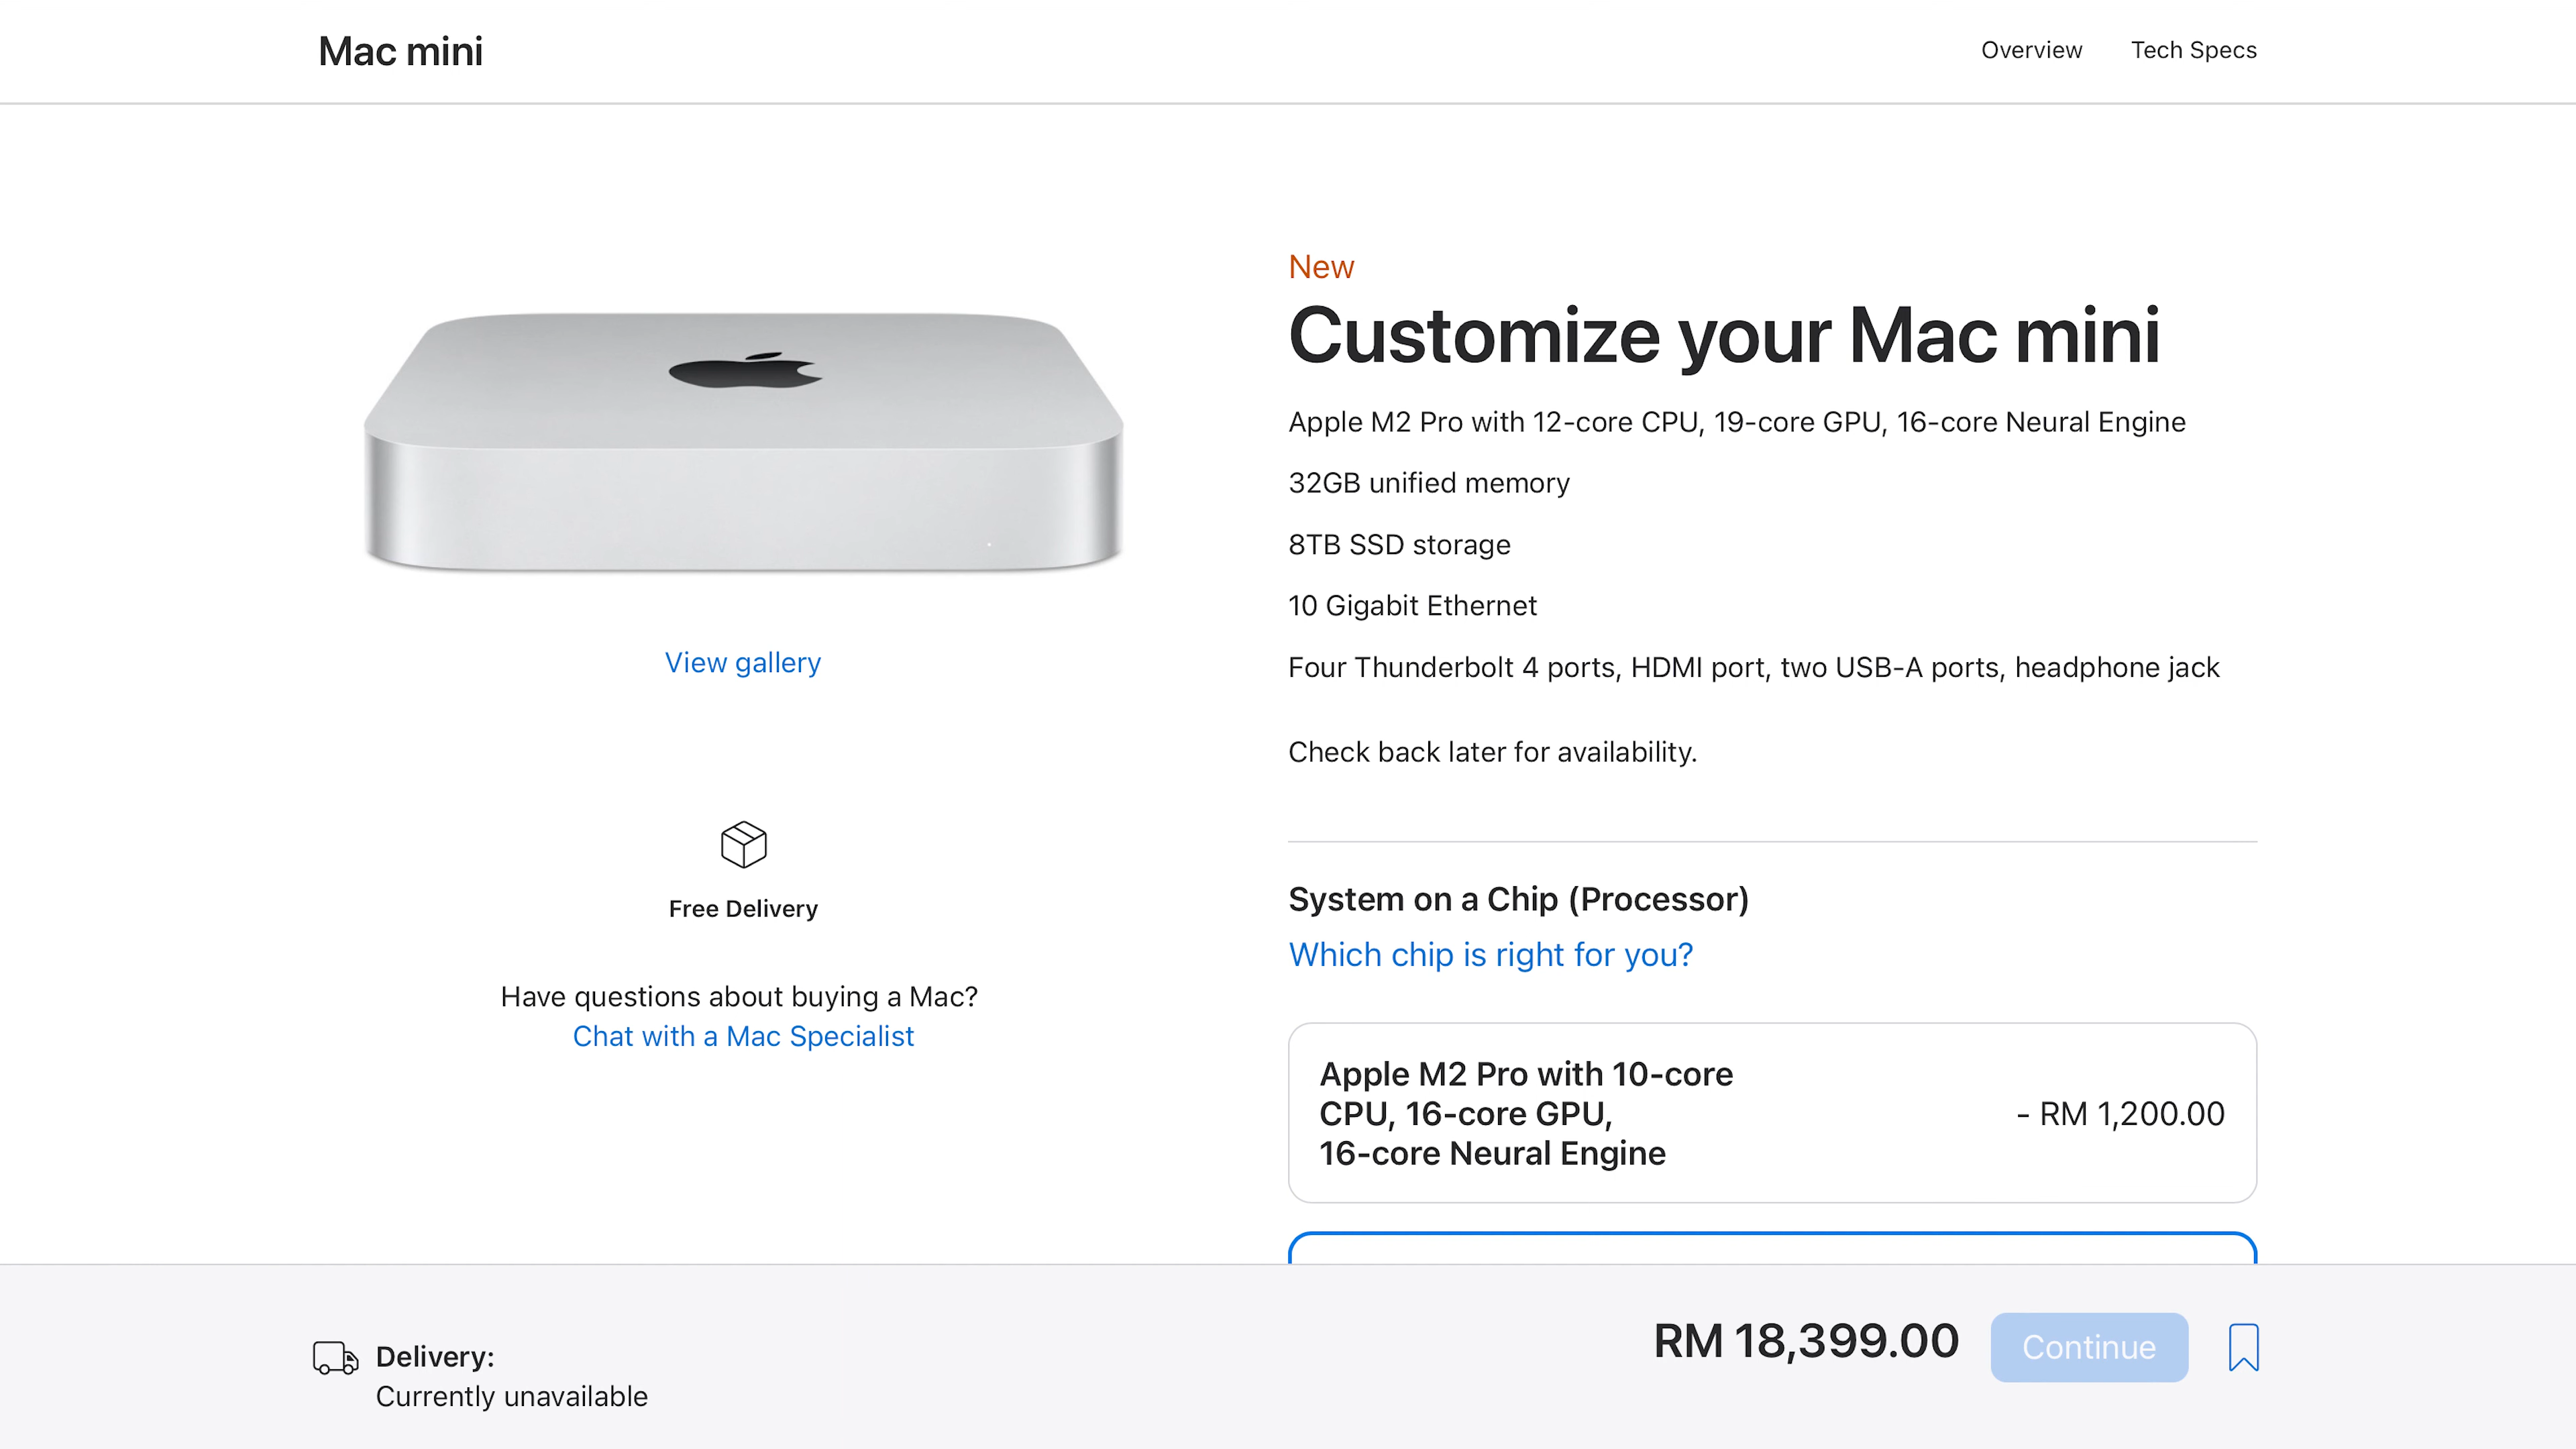 Mac mini
Overview
Tech Specs
New
Customize your Mac mini
Apple M2 Pro with 12-core CPU, 19-core GPU, 16-core Neural Engine
32GB unified memory
8TB SSD storage
10 Gigabit Ethernet
Four Thunderbolt 4 ports, HDMI port, two USB-A ports, headphone jack
Check back later for availability.
View gallery
Free Delivery
Have questions about buying a Mac?
Chat with a Mac Specialist
System on a Chip (Processor)
Which chip is right for you?
Apple M2 Pro with 10-core
CPU, 16-core GPU,
16-core Neural Engine
- RM 1,200.00
Delivery:
Currently unavailable
RM 18,399.00
Continue